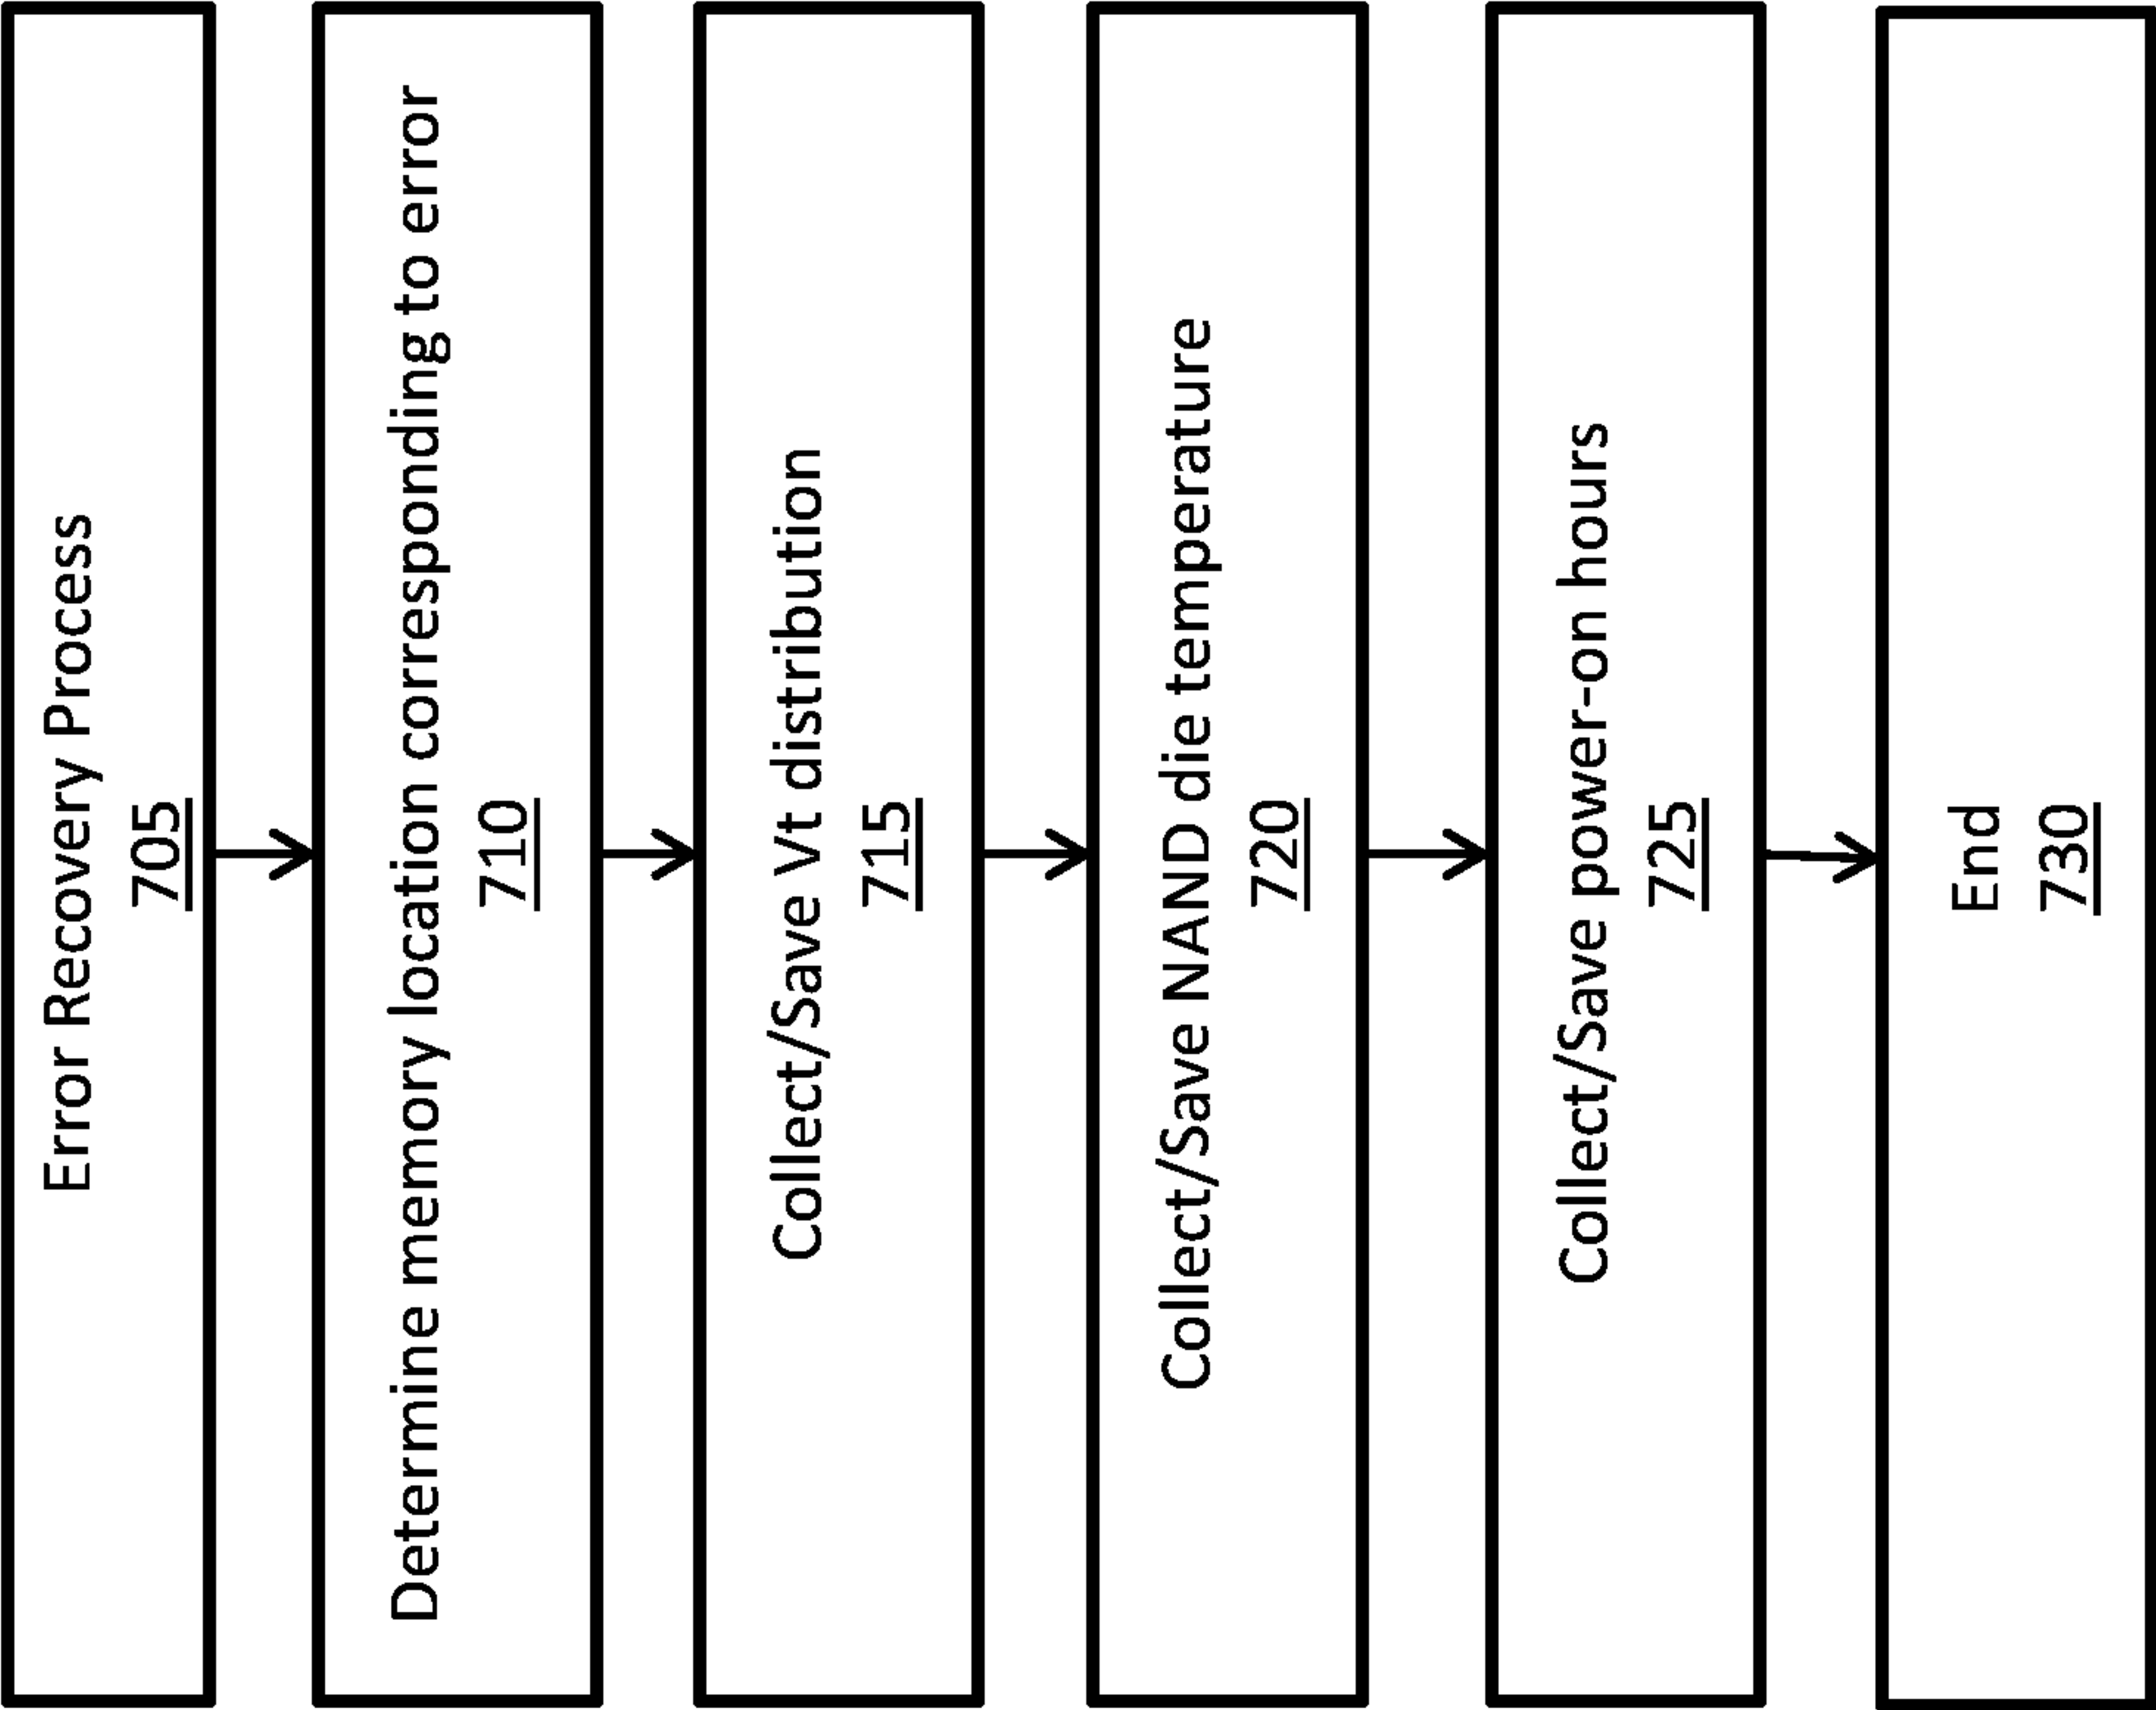 Error Recovery Process
705
Determine memory location corresponding to error
710
Collect/Save Vt distribution
715
Collect/Save NAND die temperature
720
Collect/Save power-on hours
725
End
730